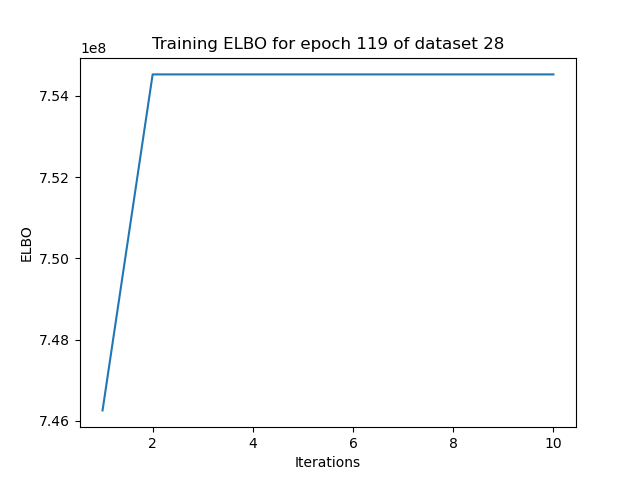 Training ELBO for epoch 119 of dataset 28
1e8
7.54
7.52
7.50
7.48
7.46
ELBO
2 4 6 8 10
Iterations